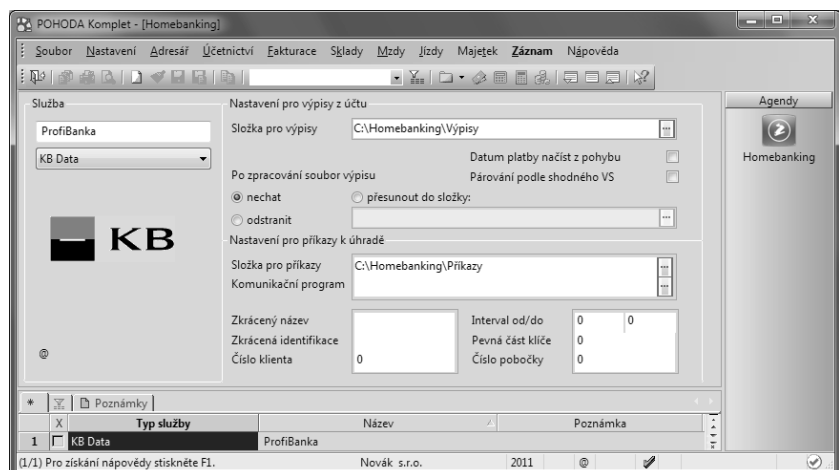 POHODA Komplet - [Homebanking]
Soubor Nastavení Adresář Účetnictví Fakturace Sklady Mzdy Jízdy Majetek Záznam Nápověda
Služba
ProfiBanka
KB Data
KB
@
Nastavení pro výpisy z účtu
Složka pro výpisy C:\Homebanking\Výpisy
Datum platby načíst z pohybu
Po zpracování soubor výpisu Párování podle shodného VS
nechat přesunout do složky:
odstranit
Nastavení pro příkazy k úhradě
Složka pro příkazy C:\Homebanking\Příkazy
Komunikační program
Zkrácený název Interval od/do 0 0
Zkrácená identifikace Pevná část klíče 0
Číslo klienta 0 Číslo pobočky 0
Agendy
Homebanking
* Poznámky
X Typ služby Název Poznámka
1 KB Data ProfiBanka
(1/1) Pro získání nápovědy stiskněte F1. Novák s.r.o. 2011 @